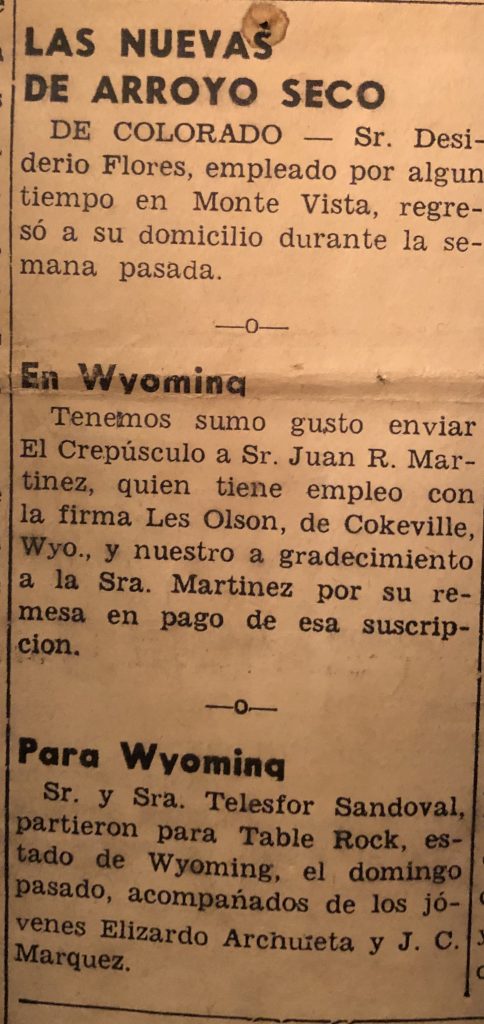 LAS NUEVAS
DE ARROYO SECO
DE COLORADO — Sr. Desi-
derio Flores, empleado por algun
tiempo en Monte Vista, regre-
só a su domicilio durante la se-
mana pasada.
—o—
En Wyoming
Tenemos sumo gusto enviar
El Crepúsculo a Sr. Juan R. Mar-
tinez, quien tiene empleo con
la firma Les Olson, de Cokeville,
Wyo., y nuestro a gradecimiento
a la Sra. Martinez por su re-
mesa en pago de esa suscrip-
cion.
—o—
Para Wyoming
Sr. y Sra. Telesfor Sandoval,
partieron para Table Rock, es-
tado de Wyoming, el domingo
pasado, acompañados de los jó-
venes Elizardo Archuleta y J. C.
Marquez.